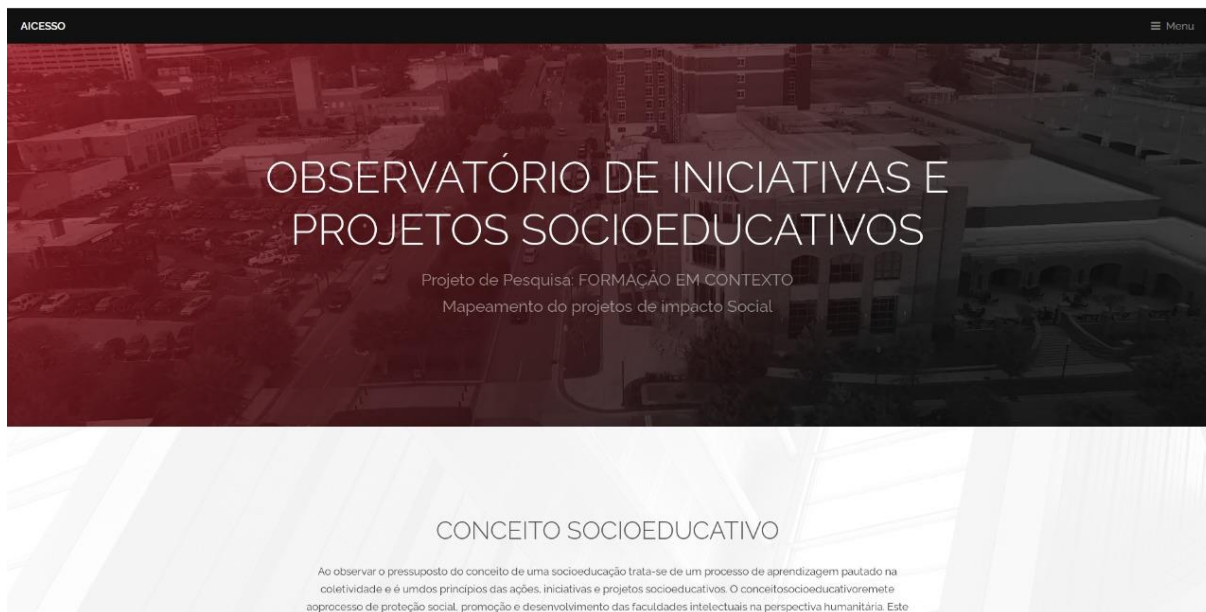 AICESSO
Menu
OBSERVATÓRIO DE INICIATIVAS E
PROJETOS SOCIOEDUCATIVOS
Projeto de Pesquisa: FORMAÇÃO EM CONTEXTO
Mapeamento do projetos de impacto Social
CONCEITO SOCIOEDUCATIVO
Ao observar o pressuposto do conceito de uma socioeducação trata-se de um processo de aprendizagem pautado na
coletividade e é umdos princípios das ações, iniciativas e projetos socioeducativos. O conceitosocioeducativoremete
aoprocesso de proteção social, promoção e desenvolvimento das faculdades intelectuais na perspectiva humanitária. Este